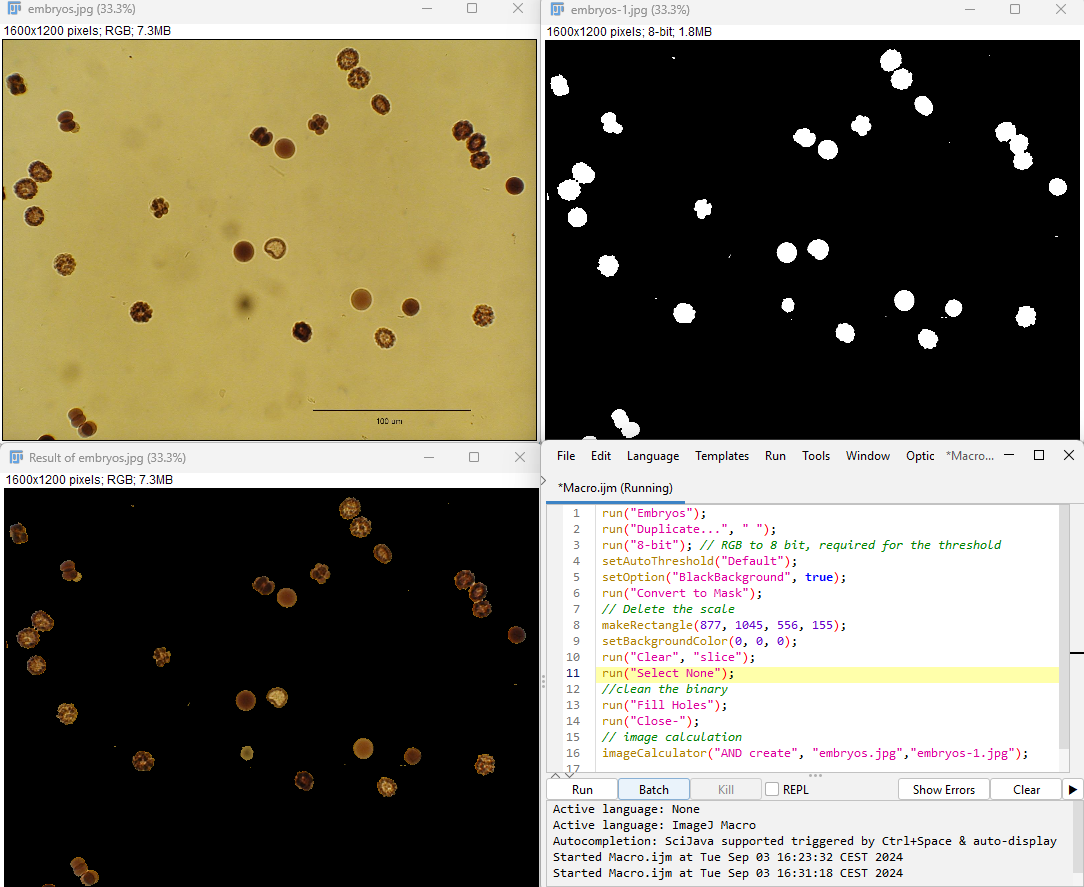 embryos.jpg (33.3%)
1600x1200 pixels; RGB; 7.3MB
100 um
embryos-1.jpg (33.3%)
1600x1200 pixels; 8-bit; 1.8MB
Result of embryos.jpg (33.3%)
1600x1200 pixels; RGB; 7.3MB
File Edit Language Templates Run Tools Window Optic *Macro...
*Macro.ijm (Running)
1 run("Embryos");
2 run("Duplicate...", " ");
3 run("8-bit"); // RGB to 8 bit, required for the threshold
4 setAutoThreshold("Default");
5 setOption("BlackBackground", true);
6 run("Convert to Mask");
7 // Delete the scale
8 makeRectangle(877, 1045, 556, 155);
9 setBackgroundColor(0, 0, 0);
10 run("Clear", "slice");
11 run("Select None");
12 //clean the binary
13 run("Fill Holes");
14 run("Close-");
15 // image calculation
16 imageCalculator("AND create", "embryos.jpg","embryos-1.jpg");
17
Run Batch Kill REPL Show Errors Clear
Active language: None
Active language: ImageJ Macro
Autocompletion: SciJava supported triggered by Ctrl+Space & auto-display
Started Macro.ijm at Tue Sep 03 16:23:32 CEST 2024
Started Macro.ijm at Tue Sep 03 16:31:18 CEST 2024